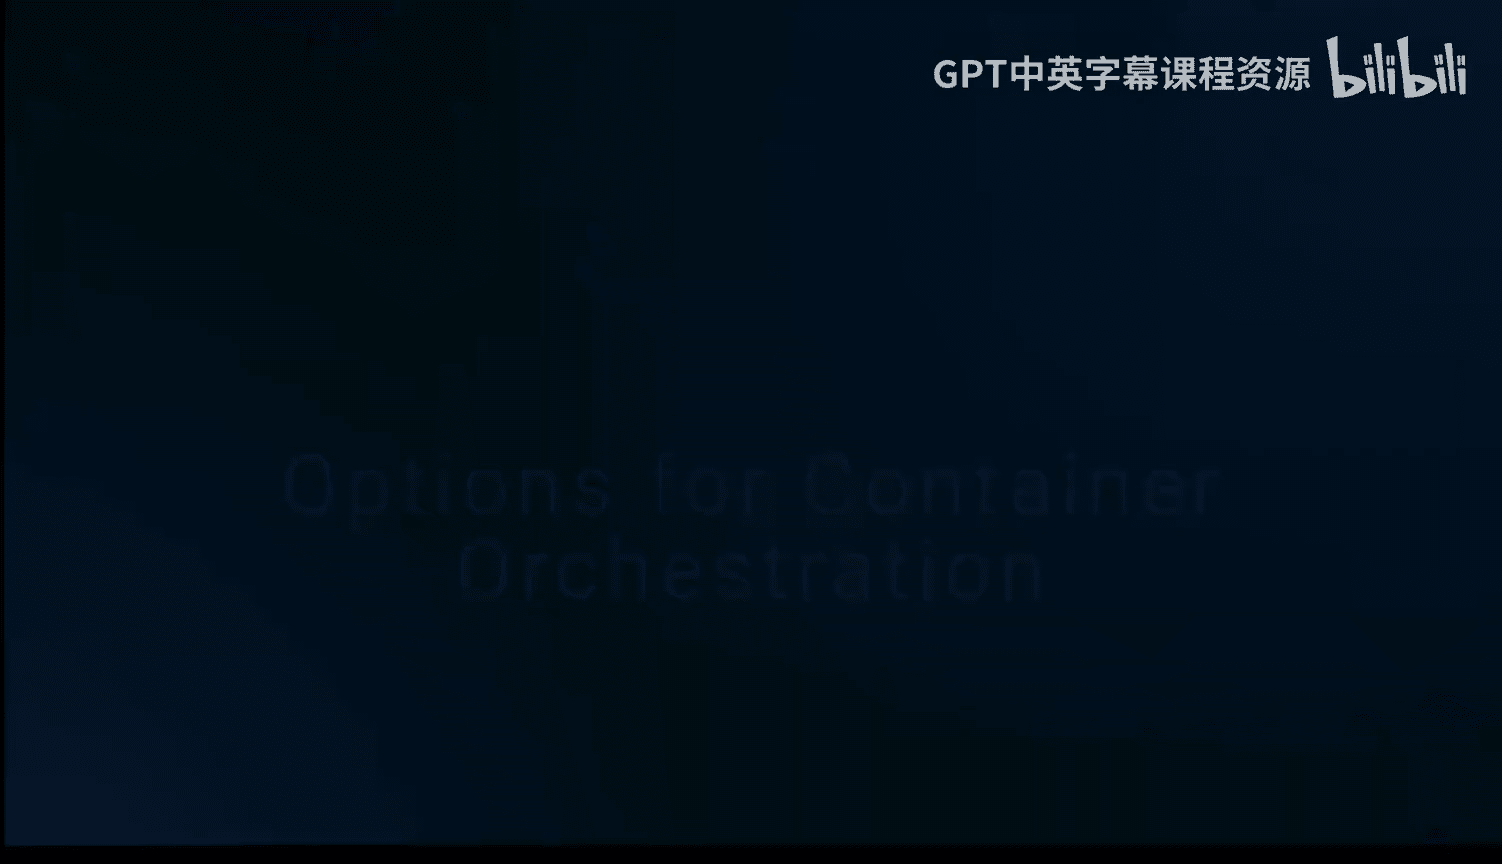 GPT中英字幕课程资源 bilibili
Options for Container
Orchestration